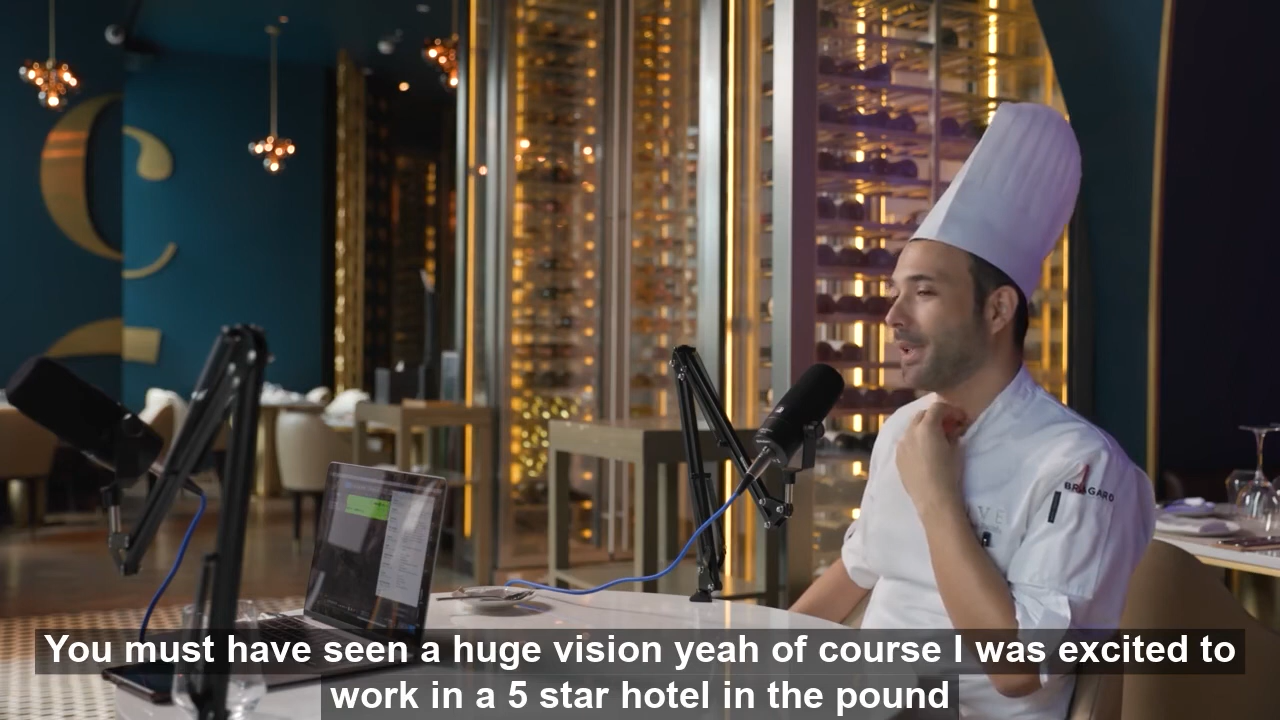 BRAGARD
You must have seen a huge vision yeah of course I was excited to
work in a 5 star hotel in the pound